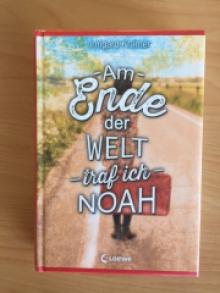 Irmgard Kramer
Am
Ende
der
WELT
traf ich
NOAH
Loewe